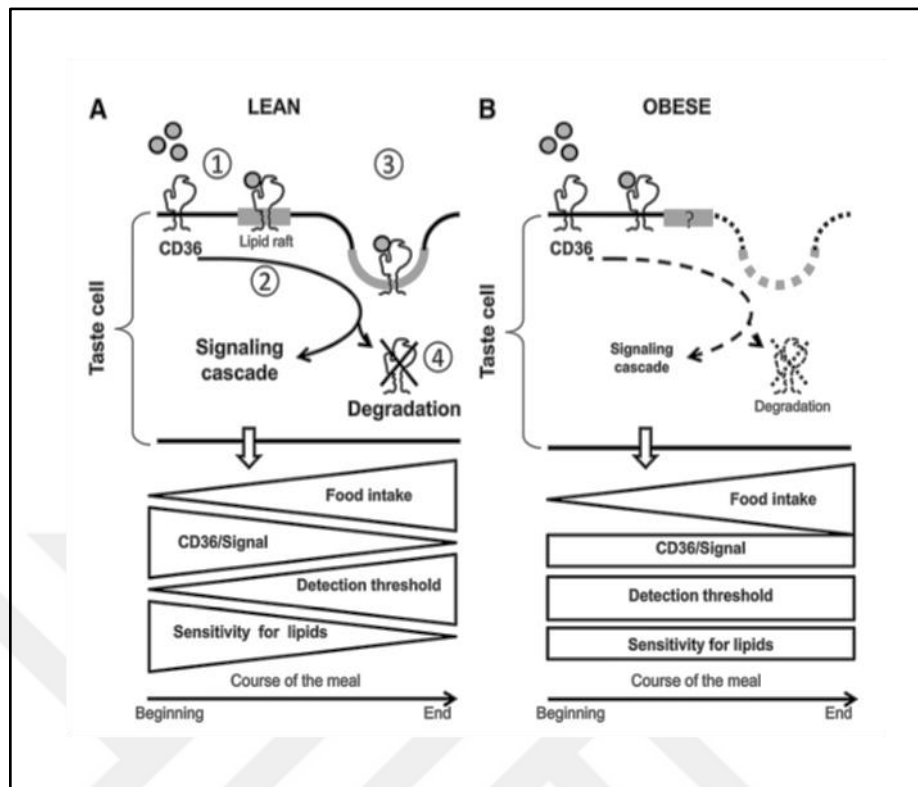 A
LEAN
①
③
CD36
Lipid raft
②
Taste cell
Signaling
cascade
④
Degradation
Food intake
CD36/Signal
Detection threshold
Sensitivity for lipids
Course of the meal
Beginning
End
B
OBESE
?
CD36
Taste cell
Signaling
cascade
Degradation
Food intake
CD36/Signal
Detection threshold
Sensitivity for lipids
Course of the meal
Beginning
End